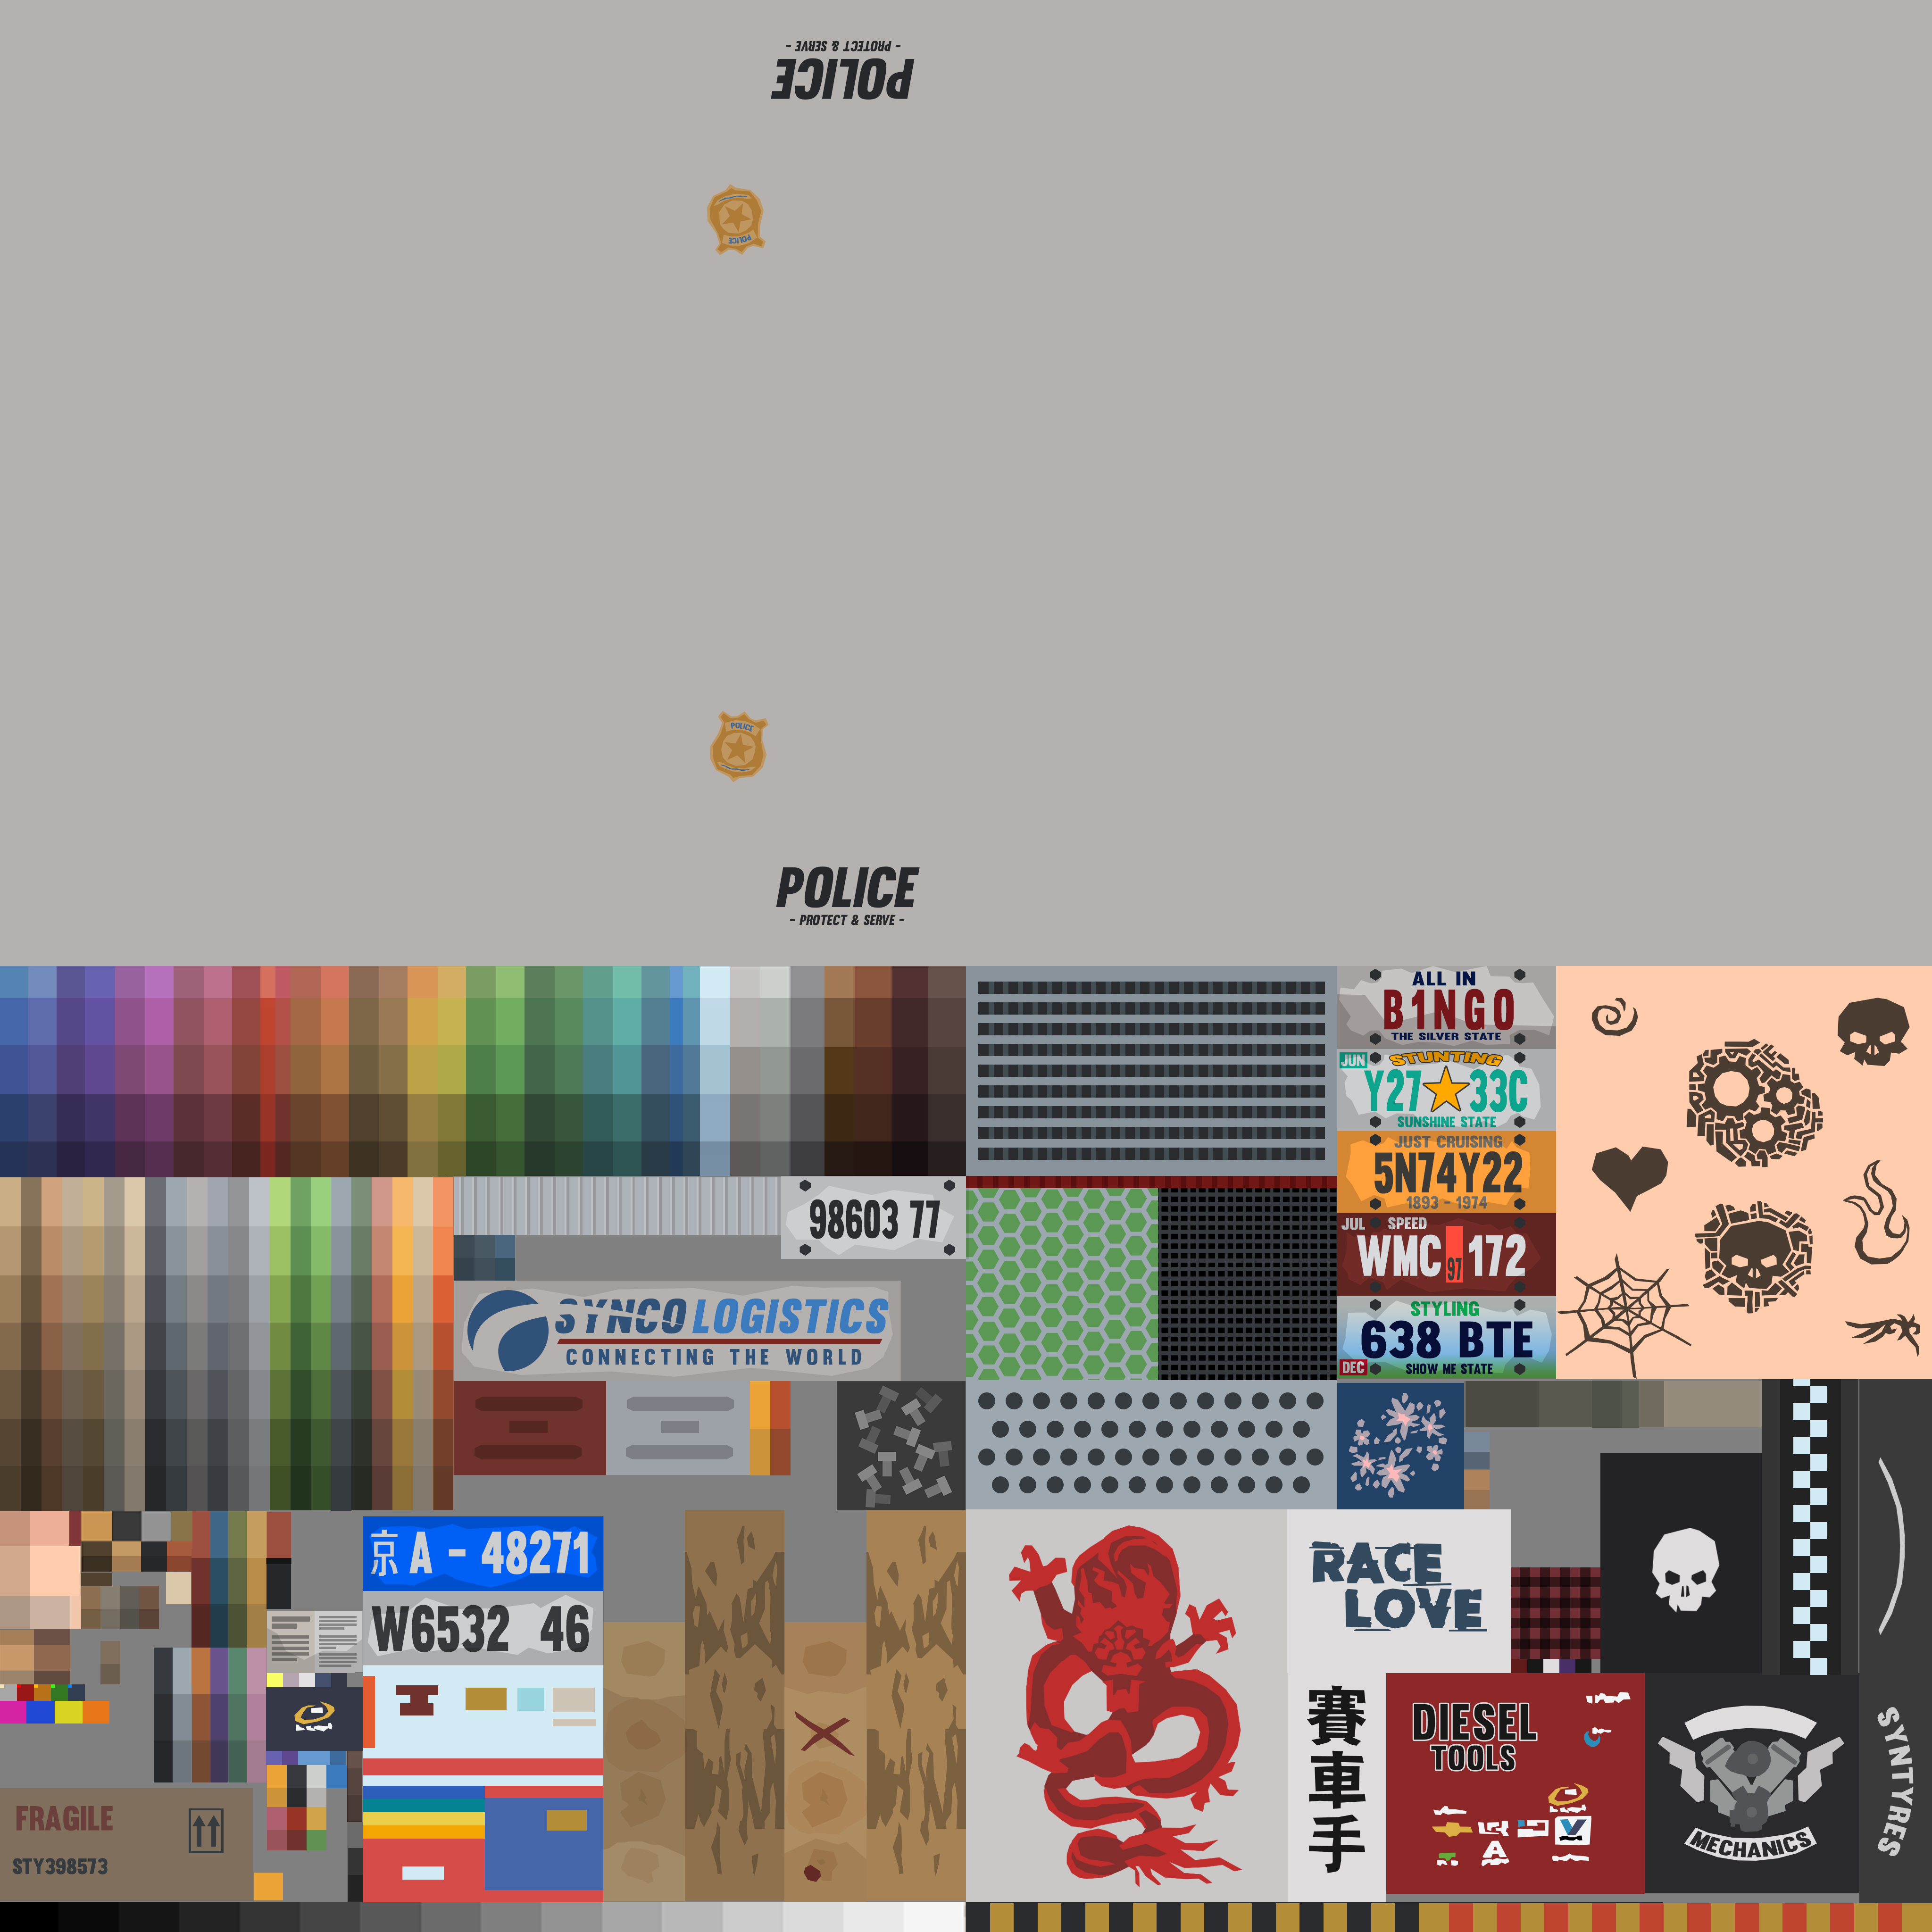 - PROTECT & SERVE -
POLICE
POLICE
POLICE
POLICE
- PROTECT & SERVE -
ALL IN
B1NGO
THE SILVER STATE
JUN
STUNTING
Y27 33C
SUNSHINE STATE
JUST CRUISING
5N74Y22
1893 - 1974
JUL SPEED
WMC 97 172
STYLING
638 BTE
DEC SHOW ME STATE
98603 77
SYNCO LOGISTICS
CONNECTING THE WORLD
京 A - 48271
W6532 46
FRAGILE
STY398573
RACE
LOVE
賽
車
手
DIESEL
TOOLS
MECHANICS
SYNTYRES